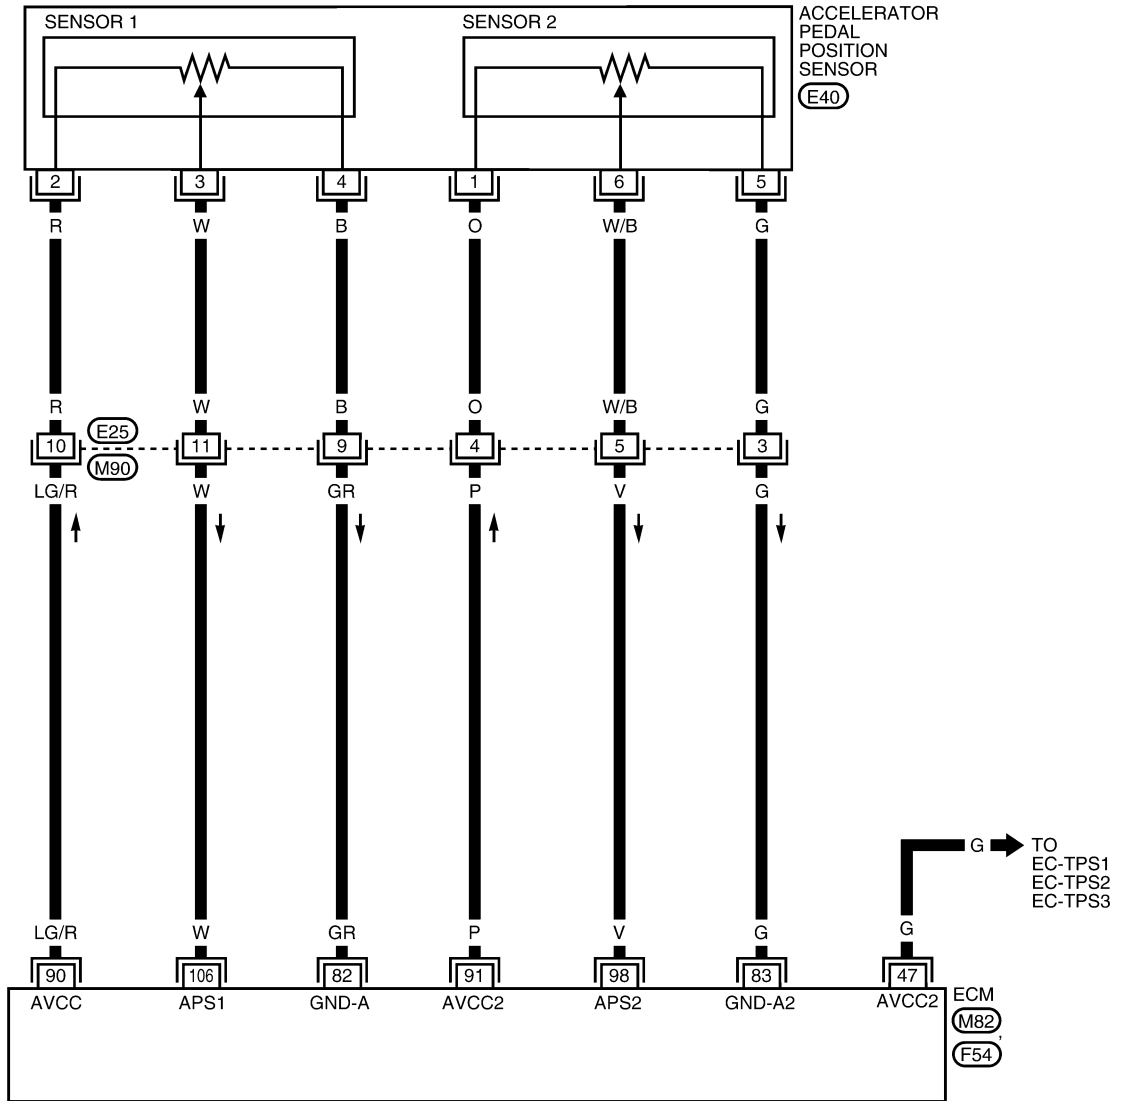 SENSOR 1
SENSOR 2
ACCELERATOR
PEDAL
POSITION
SENSOR
E40
2 3 4 1 6 5
R W B O W/B G
R W B O W/B G
E25
10 11 9 4 5 3
M90
LG/R W GR P V G
G
TO
EC-TPS1
EC-TPS2
EC-TPS3
LG/R W GR P V G G
90 106 82 91 98 83 47
AVCC APS1 GND-A AVCC2 APS2 GND-A2 AVCC2
ECM
M82 ,
F54